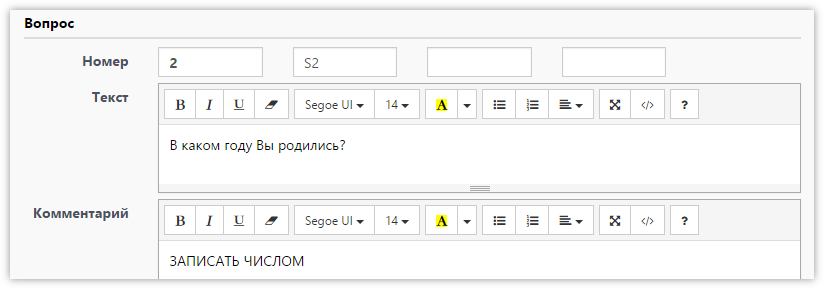 Вопрос
Номер 2 S2
Текст B I U Segoe UI 14 A ?
В каком году Вы родились?
Комментарий B I U Segoe UI 14 A ?
ЗАПИСАТЬ ЧИСЛОМ